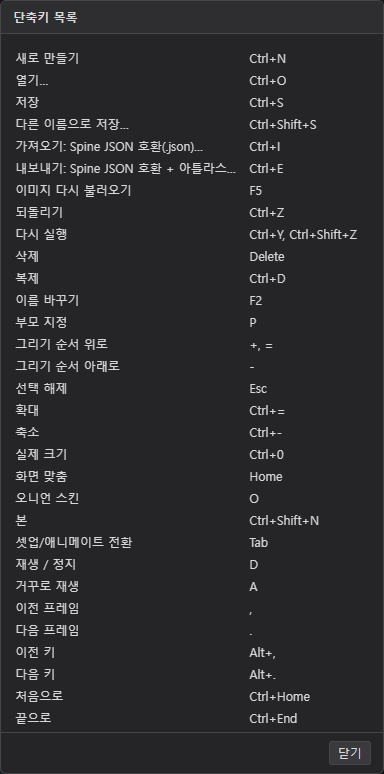 단축키 목록
새로 만들기 Ctrl+N
열기... Ctrl+O
저장 Ctrl+S
다른 이름으로 저장... Ctrl+Shift+S
가져오기: Spine JSON 호환(.json)... Ctrl+I
내보내기: Spine JSON 호환 + 아틀라스... Ctrl+E
이미지 다시 불러오기 F5
되돌리기 Ctrl+Z
다시 실행 Ctrl+Y, Ctrl+Shift+Z
삭제 Delete
복제 Ctrl+D
이름 바꾸기 F2
부모 지정 P
그리기 순서 위로 +, =
그리기 순서 아래로 -
선택 해제 Esc
확대 Ctrl+=
축소 Ctrl+-
실제 크기 Ctrl+0
화면 맞춤 Home
오니언 스킨 O
본 Ctrl+Shift+N
셋업/애니메이트 전환 Tab
재생 / 정지 D
거꾸로 재생 A
이전 프레임 ,
다음 프레임 .
이전 키 Alt+,
다음 키 Alt+.
처음으로 Ctrl+Home
끝으로 Ctrl+End
닫기